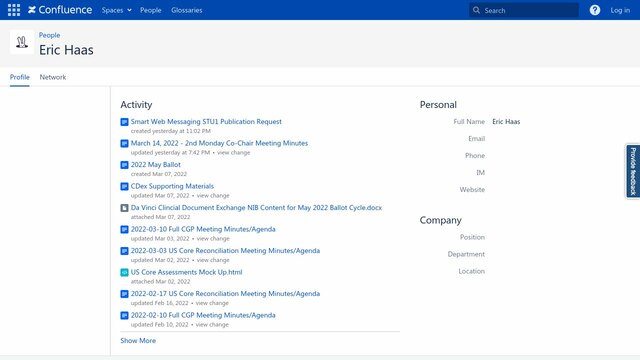 Confluence Spaces People Glossaries Search Log in
People
Eric Haas
Profile Network
Activity
Smart Web Messaging STU1 Publication Request
created yesterday at 11:02 PM
March 14, 2022 - 2nd Monday Co-Chair Meeting Minutes
updated yesterday at 7:42 PM • view change
2022 May Ballot
created Mar 07, 2022
CDex Supporting Materials
updated Mar 07, 2022 • view change
Da Vinci Clincial Document Exchange NIB Content for May 2022 Ballot Cycle.docx
attached Mar 07, 2022
2022-03-10 Full CGP Meeting Minutes/Agenda
updated Mar 03, 2022 • view change
2022-03-03 US Core Reconciliation Meeting Minutes/Agenda
updated Mar 02, 2022 • view change
US Core Assessments Mock Up.html
attached Mar 02, 2022
2022-02-17 US Core Reconciliation Meeting Minutes/Agenda
updated Feb 16, 2022 • view change
2022-02-10 Full CGP Meeting Minutes/Agenda
updated Feb 10, 2022 • view change
Show More
Personal
Full Name Eric Haas
Email
Phone
IM
Website
Company
Position
Department
Location
Provide feedback